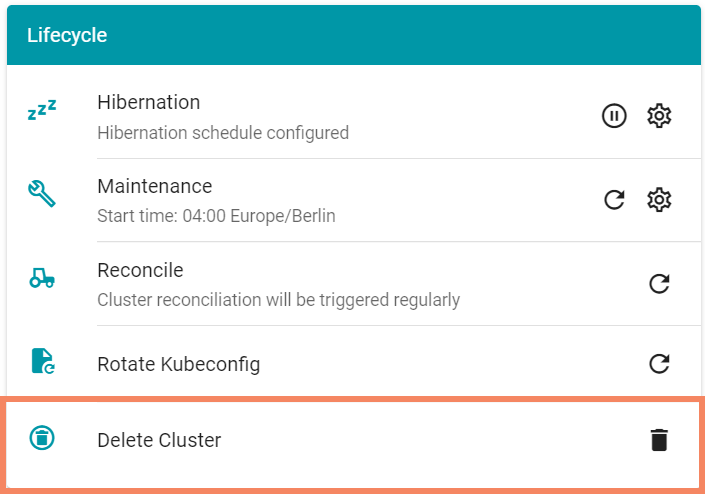 Lifecycle
Hibernation
Hibernation schedule configured
Maintenance
Start time: 04:00 Europe/Berlin
Reconcile
Cluster reconciliation will be triggered regularly
Rotate Kubeconfig
Delete Cluster